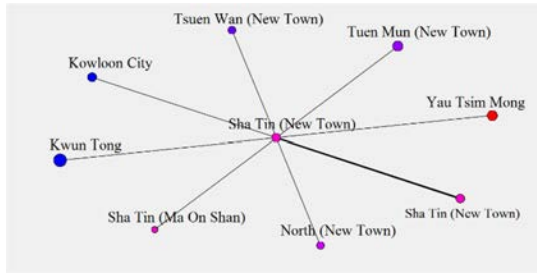 Tsuen Wan (New Town)
Tuen Mun (New Town)
Kowloon City
Yau Tsim Mong
Sha Tin (New Town)
Kwun Tong
Sha Tin (Ma On Shan)
Sha Tin (New Town)
North (New Town)